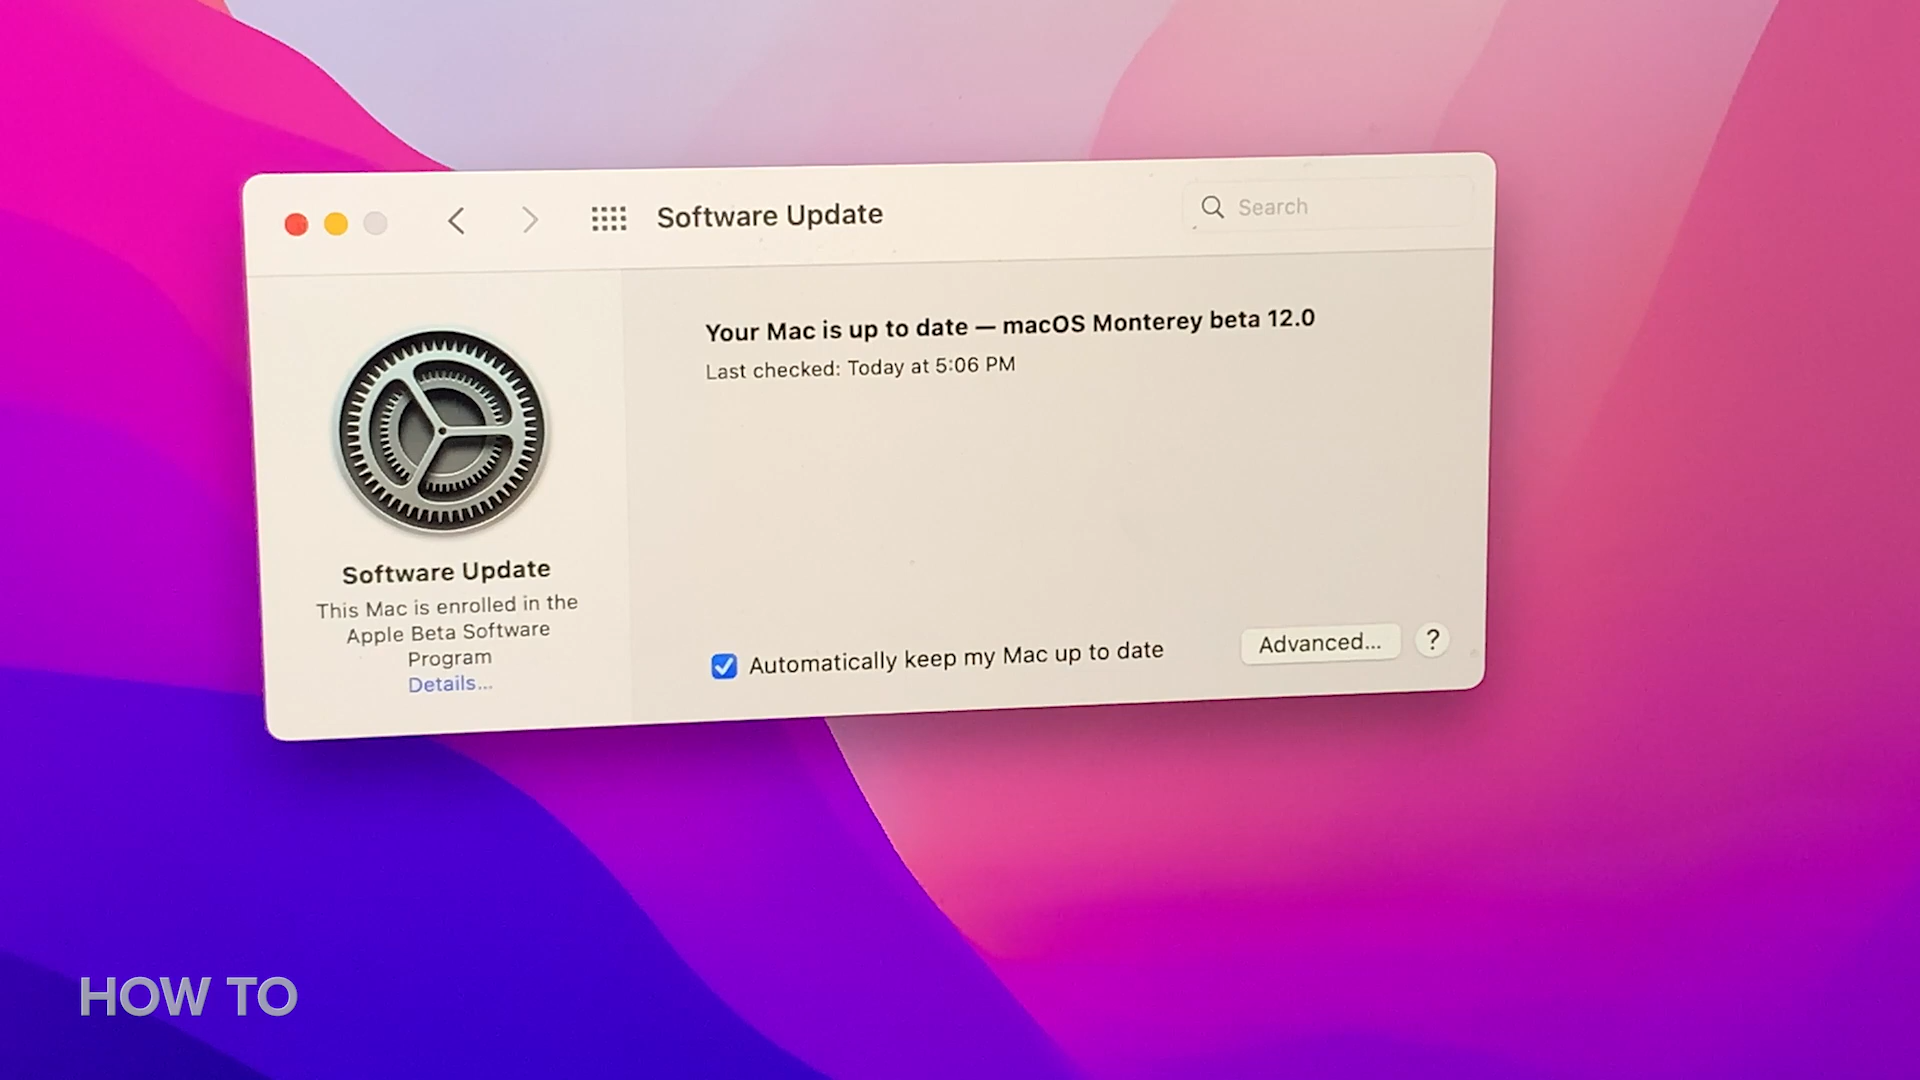 Software Update
Search
Your Mac is up to date — macOS Monterey beta 12.0
Last checked: Today at 5:06 PM
Software Update
This Mac is enrolled in the
Apple Beta Software
Program
Details...
Automatically keep my Mac up to date
Advanced...
?
HOW TO